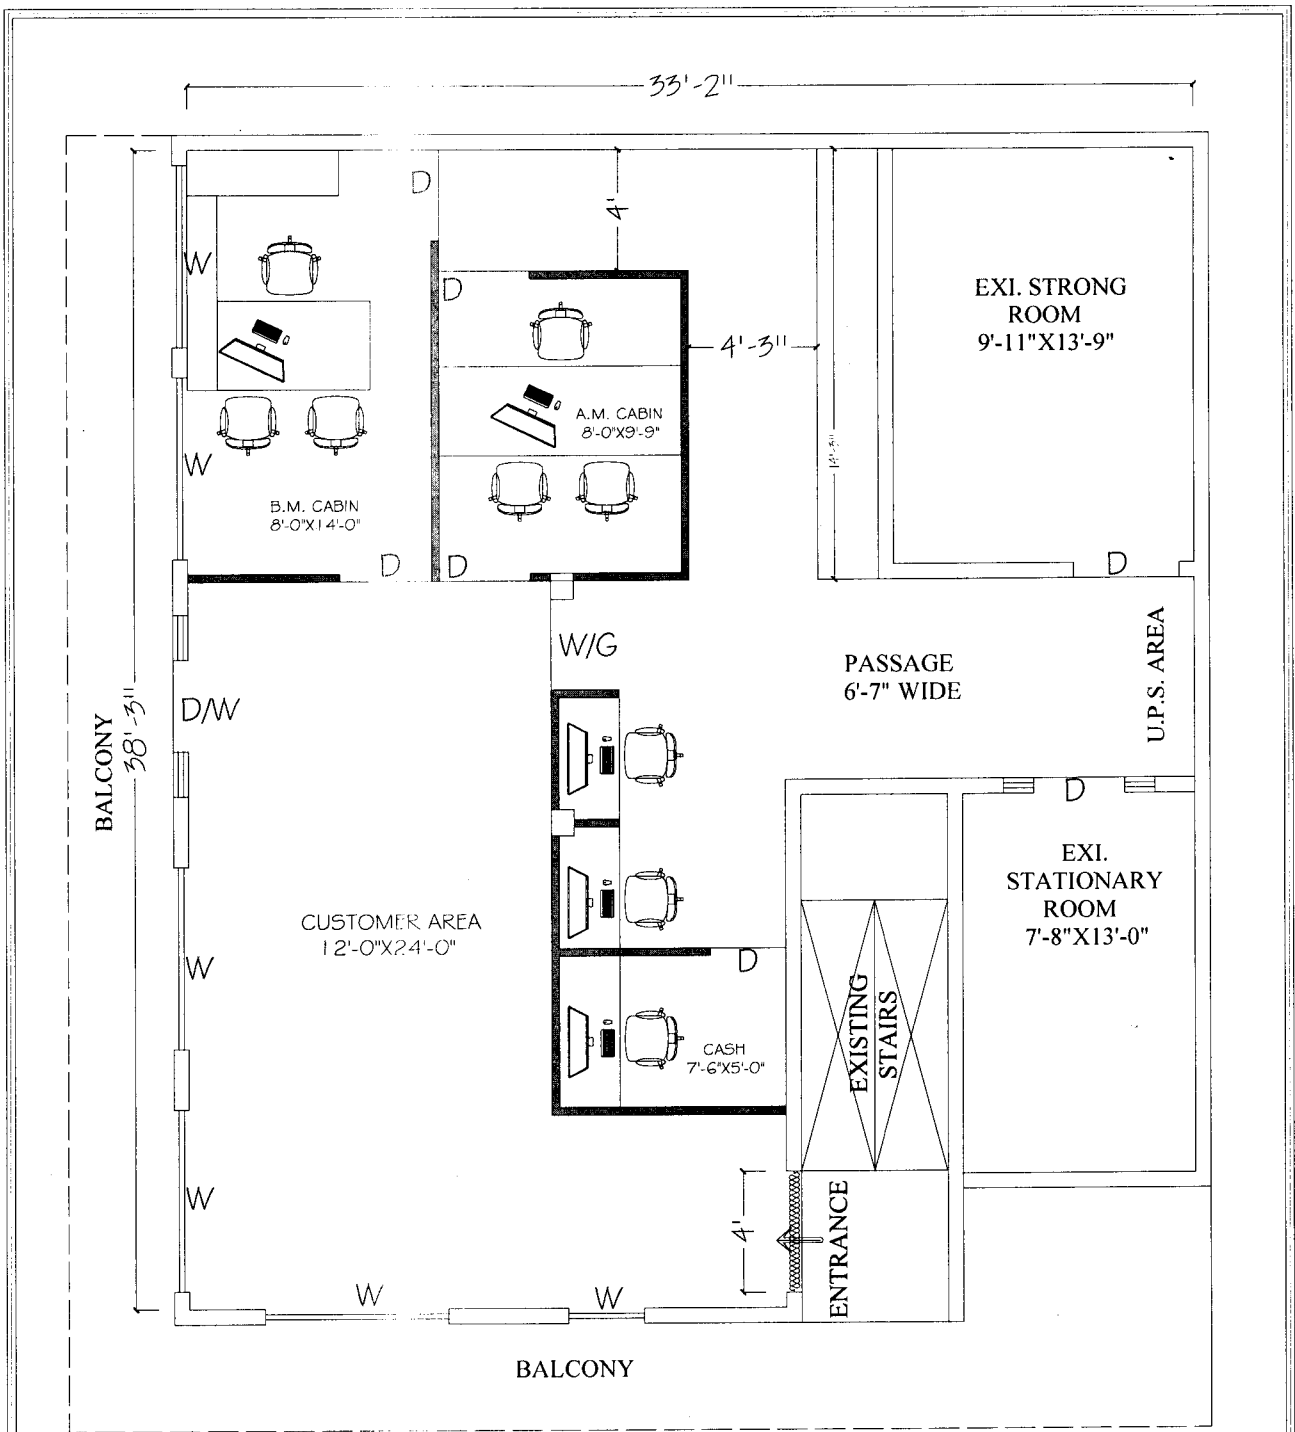 33'-2"
D
4'
W
D
EXI. STRONG
ROOM
9'-11"X13'-9"
4'-3"
A.M. CABIN
8'-0"X9'-9"
14'-3"
W
B.M. CABIN
8'-0"X14'-0"
D
D
D
W/G
PASSAGE
6'-7" WIDE
U.P.S. AREA
D/W
BALCONY
38'-3"
D
EXI.
STATIONARY
ROOM
7'-8"X13'-0"
CUSTOMER AREA
12'-0"X24'-0"
W
D
EXISTING
STAIRS
CASH
7'-6"X5'-0"
W
4'
ENTRANCE
W
W
BALCONY